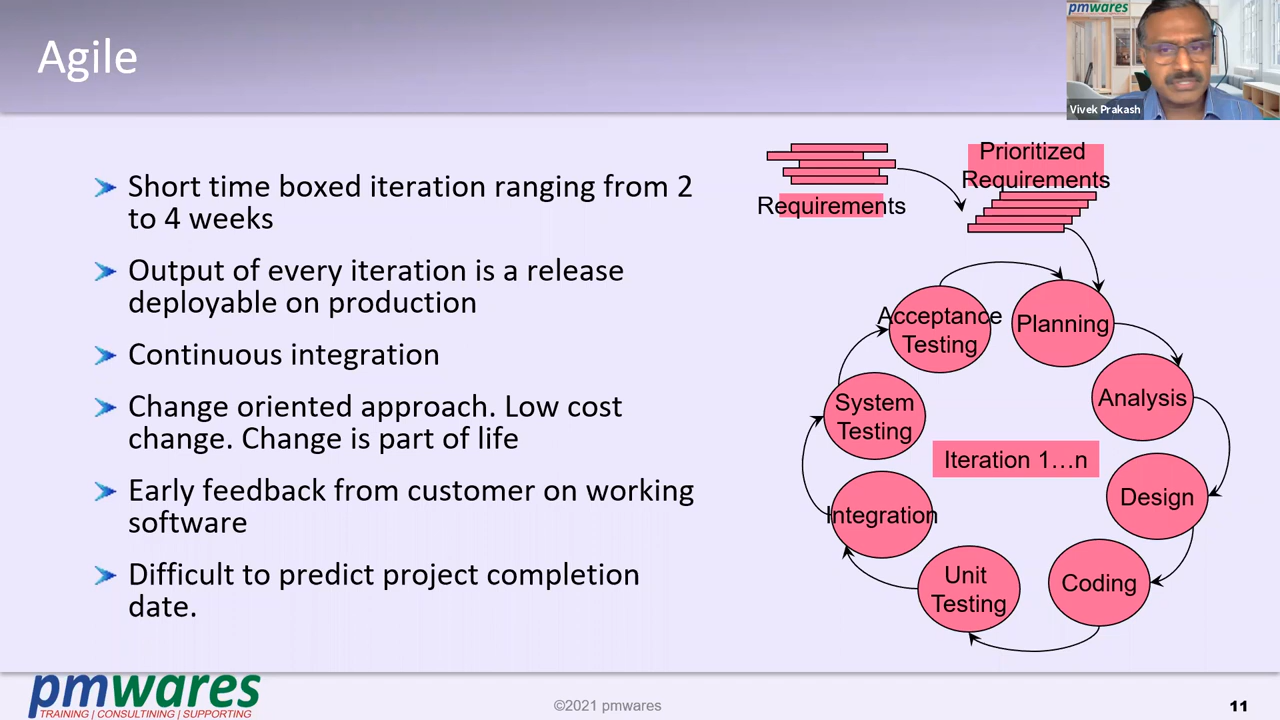 Agile
pmwares
Vivek Prakash
Short time boxed iteration ranging from 2
to 4 weeks
Output of every iteration is a release
deployable on production
Continuous integration
Change oriented approach. Low cost
change. Change is part of life
Early feedback from customer on working
software
Difficult to predict project completion
date.
Requirements
Prioritized
Requirements
Acceptance
Testing
Planning
System
Testing
Analysis
Iteration 1...n
Integration
Design
Unit
Testing
Coding
pmwares
TRAINING | CONSULTINING | SUPPORTING
©2021 pmwares
11